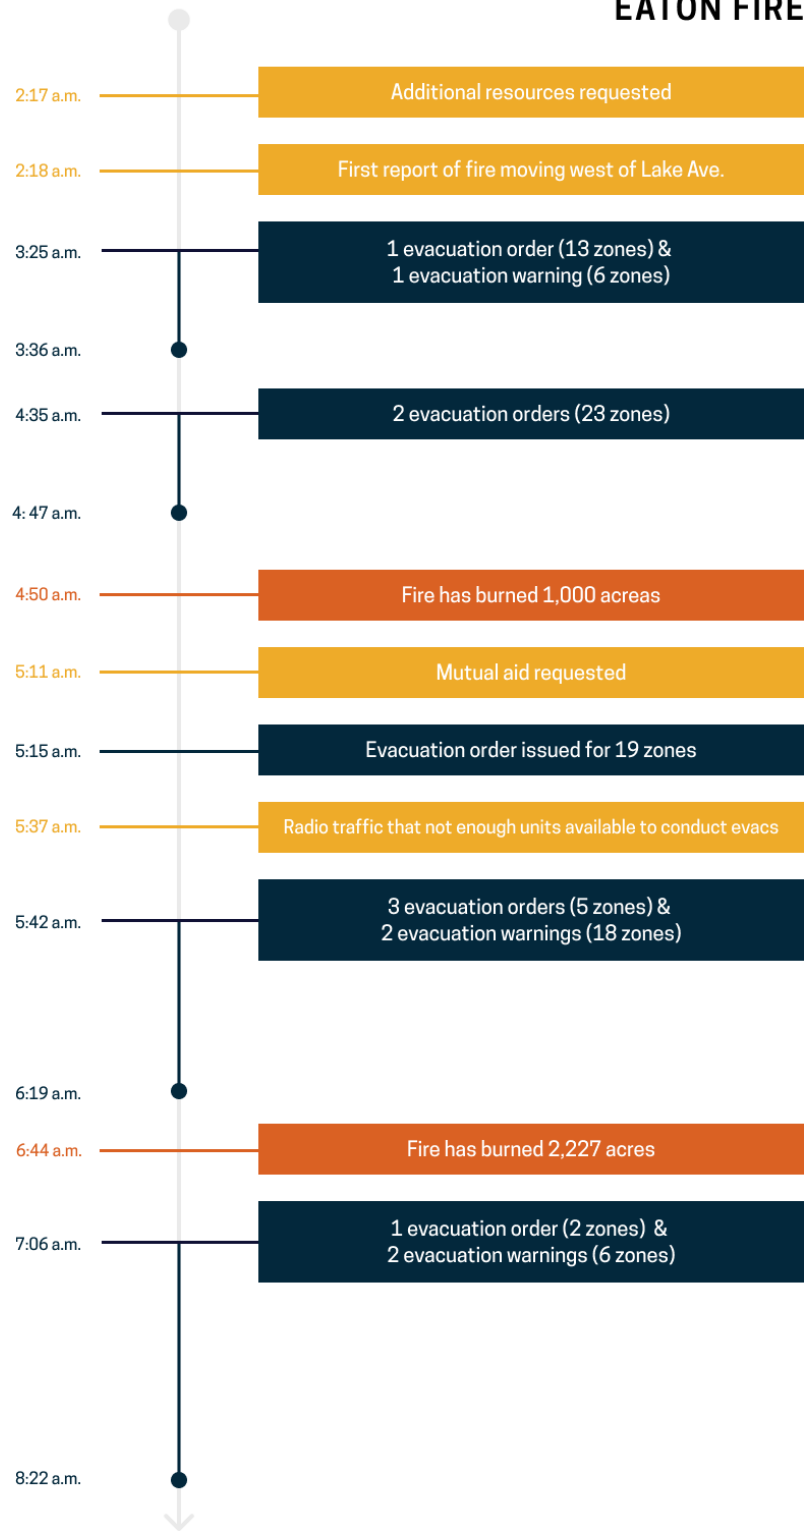 EATON FIRE
2:17 a.m.
Additional resources requested
2:18 a.m.
First report of fire moving west of Lake Ave.
3:25 a.m.
1 evacuation order (13 zones) &
1 evacuation warning (6 zones)
3:36 a.m.
4:35 a.m.
2 evacuation orders (23 zones)
4: 47 a.m.
4:50 a.m.
Fire has burned 1,000 acreas
5:11 a.m.
Mutual aid requested
5:15 a.m.
Evacuation order issued for 19 zones
5:37 a.m.
Radio traffic that not enough units available to conduct evacs
5:42 a.m.
3 evacuation orders (5 zones) &
2 evacuation warnings (18 zones)
6:19 a.m.
6:44 a.m.
Fire has burned 2,227 acres
7:06 a.m.
1 evacuation order (2 zones) &
2 evacuation warnings (6 zones)
8:22 a.m.